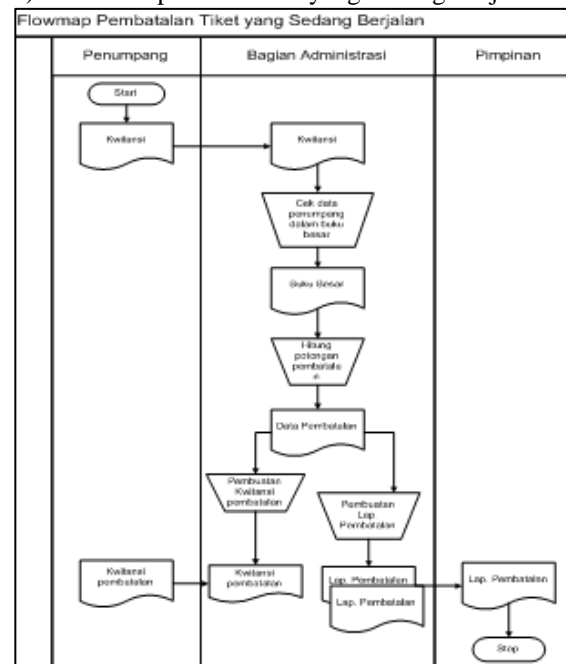 Flowmap Pembatalan Tiket yang Sedang Berjalan
Penumpang
Bagian Administrasi
Pimpinan
Start
Kwitansi
Kwitansi
Cek data
penumpang
dalam buku
besar
Buku Besar
Hitung
potongan
pembatala
n
Data Pembatalan
Pembuatan
Kwitansi
pembatalan
Pembuatan
Lap
Pembatalan
Kwitansi
pembatalan
Kwitansi
pembatalan
Lap. Pembatalan
Lap. Pembatalan
Lap. Pembatalan
Stop